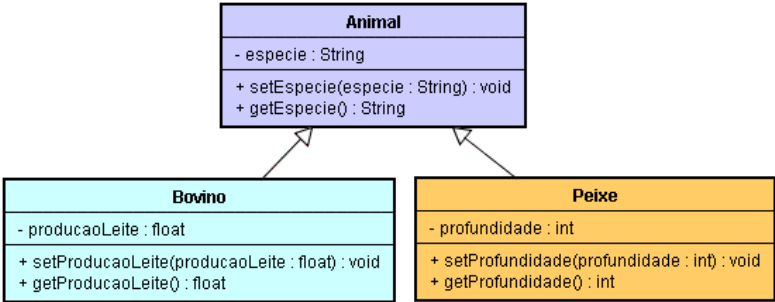 Animal
- especie : String
+ setEspecie(especie : String) : void
+ getEspecie() : String
Bovino
- producaoLeite : float
+ setProducaoLeite(producaoLeite : float) : void
+ getProducaoLeite() : float
Peixe
- profundidade : int
+ setProfundidade(profundidade : int) : void
+ getProfundidade() : int